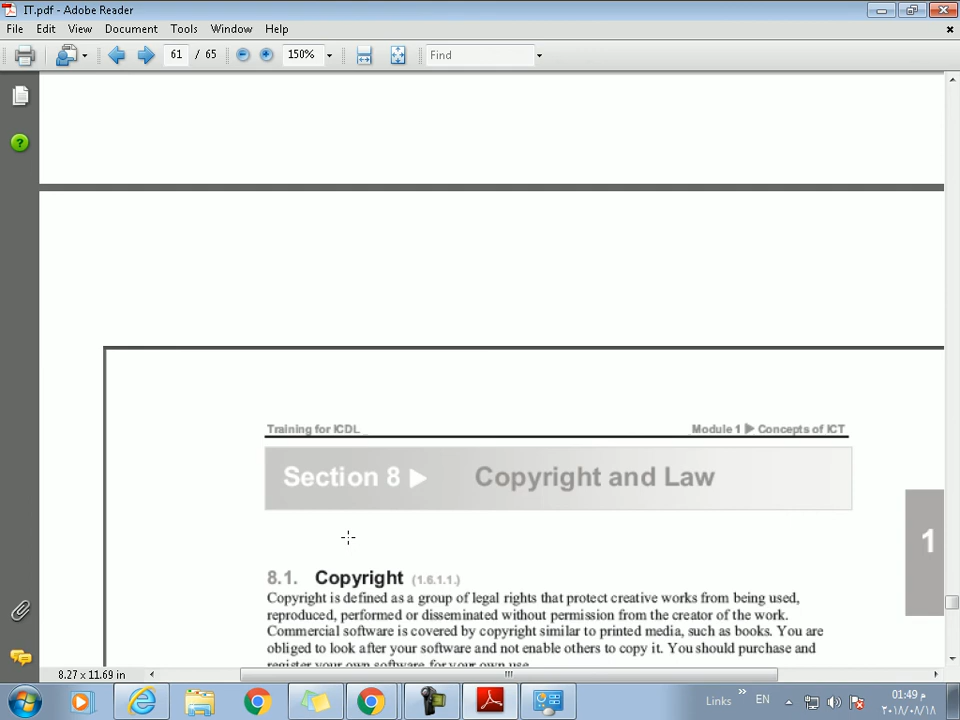 IT.pdf - Adobe Reader
File Edit View Document Tools Window Help
61 / 65 150% Find
Training for ICDL Module 1 ▶ Concepts of ICT
Section 8 ▶ Copyright and Law
1
8.1. Copyright (1.6.1.1.)
Copyright is defined as a group of legal rights that protect creative works from being used,
reproduced, performed or disseminated without permission from the creator of the work.
Commercial software is covered by copyright similar to printed media, such as books. You are
obliged to look after your software and not enable others to copy it. You should purchase and
register your own software for your own use.
8.27 x 11.69 in
Links EN 01:49 م
٢٠١٨/٠٨/١٨